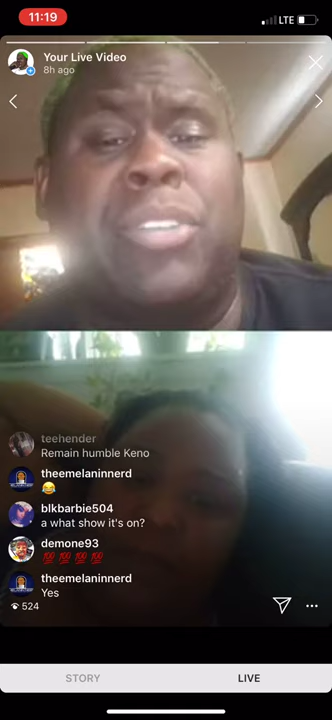 11:19
LTE
Your Live Video
8h ago
teehender
Remain humble Keno
theemelaninnerd
😂
blkbarbie504
a what show it's on?
demone93
💯 💯 💯 💯
theemelaninnerd
Yes
524
STORY
LIVE